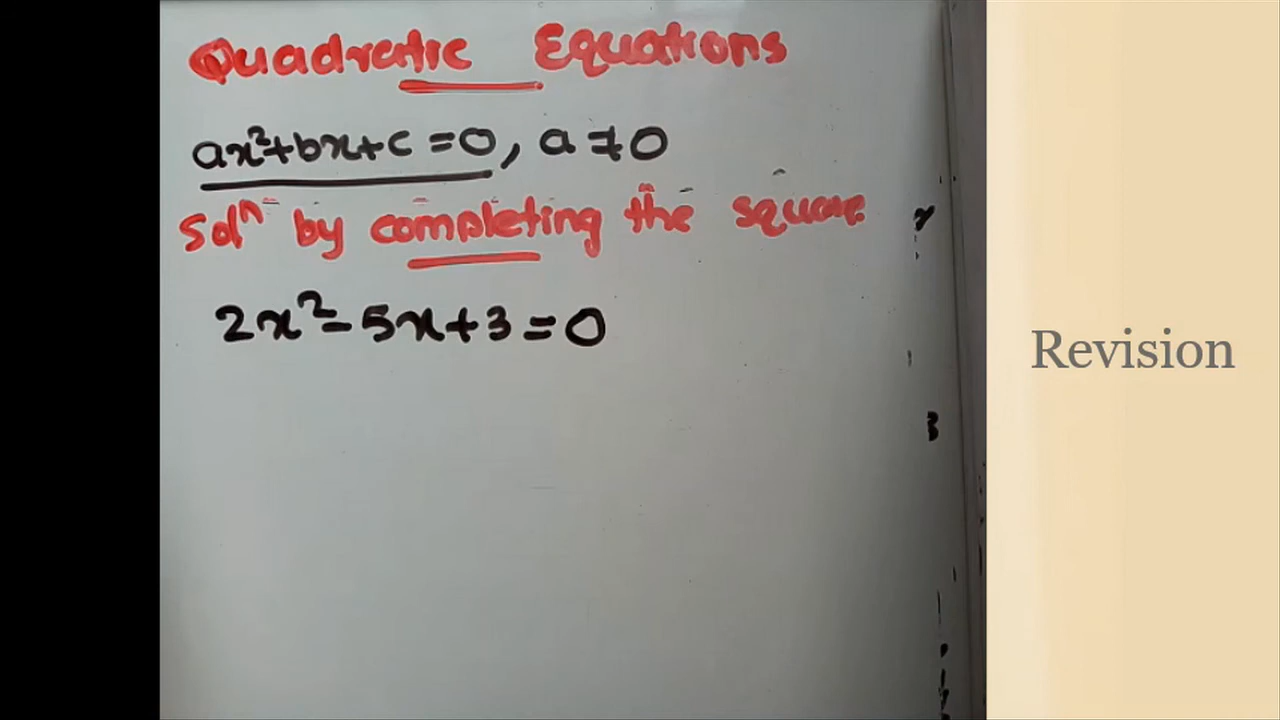 Quadratic Equations
ax²+bx+c=0, a≠0
Solⁿ by completing the square
2x²-5x+3=0
Revision